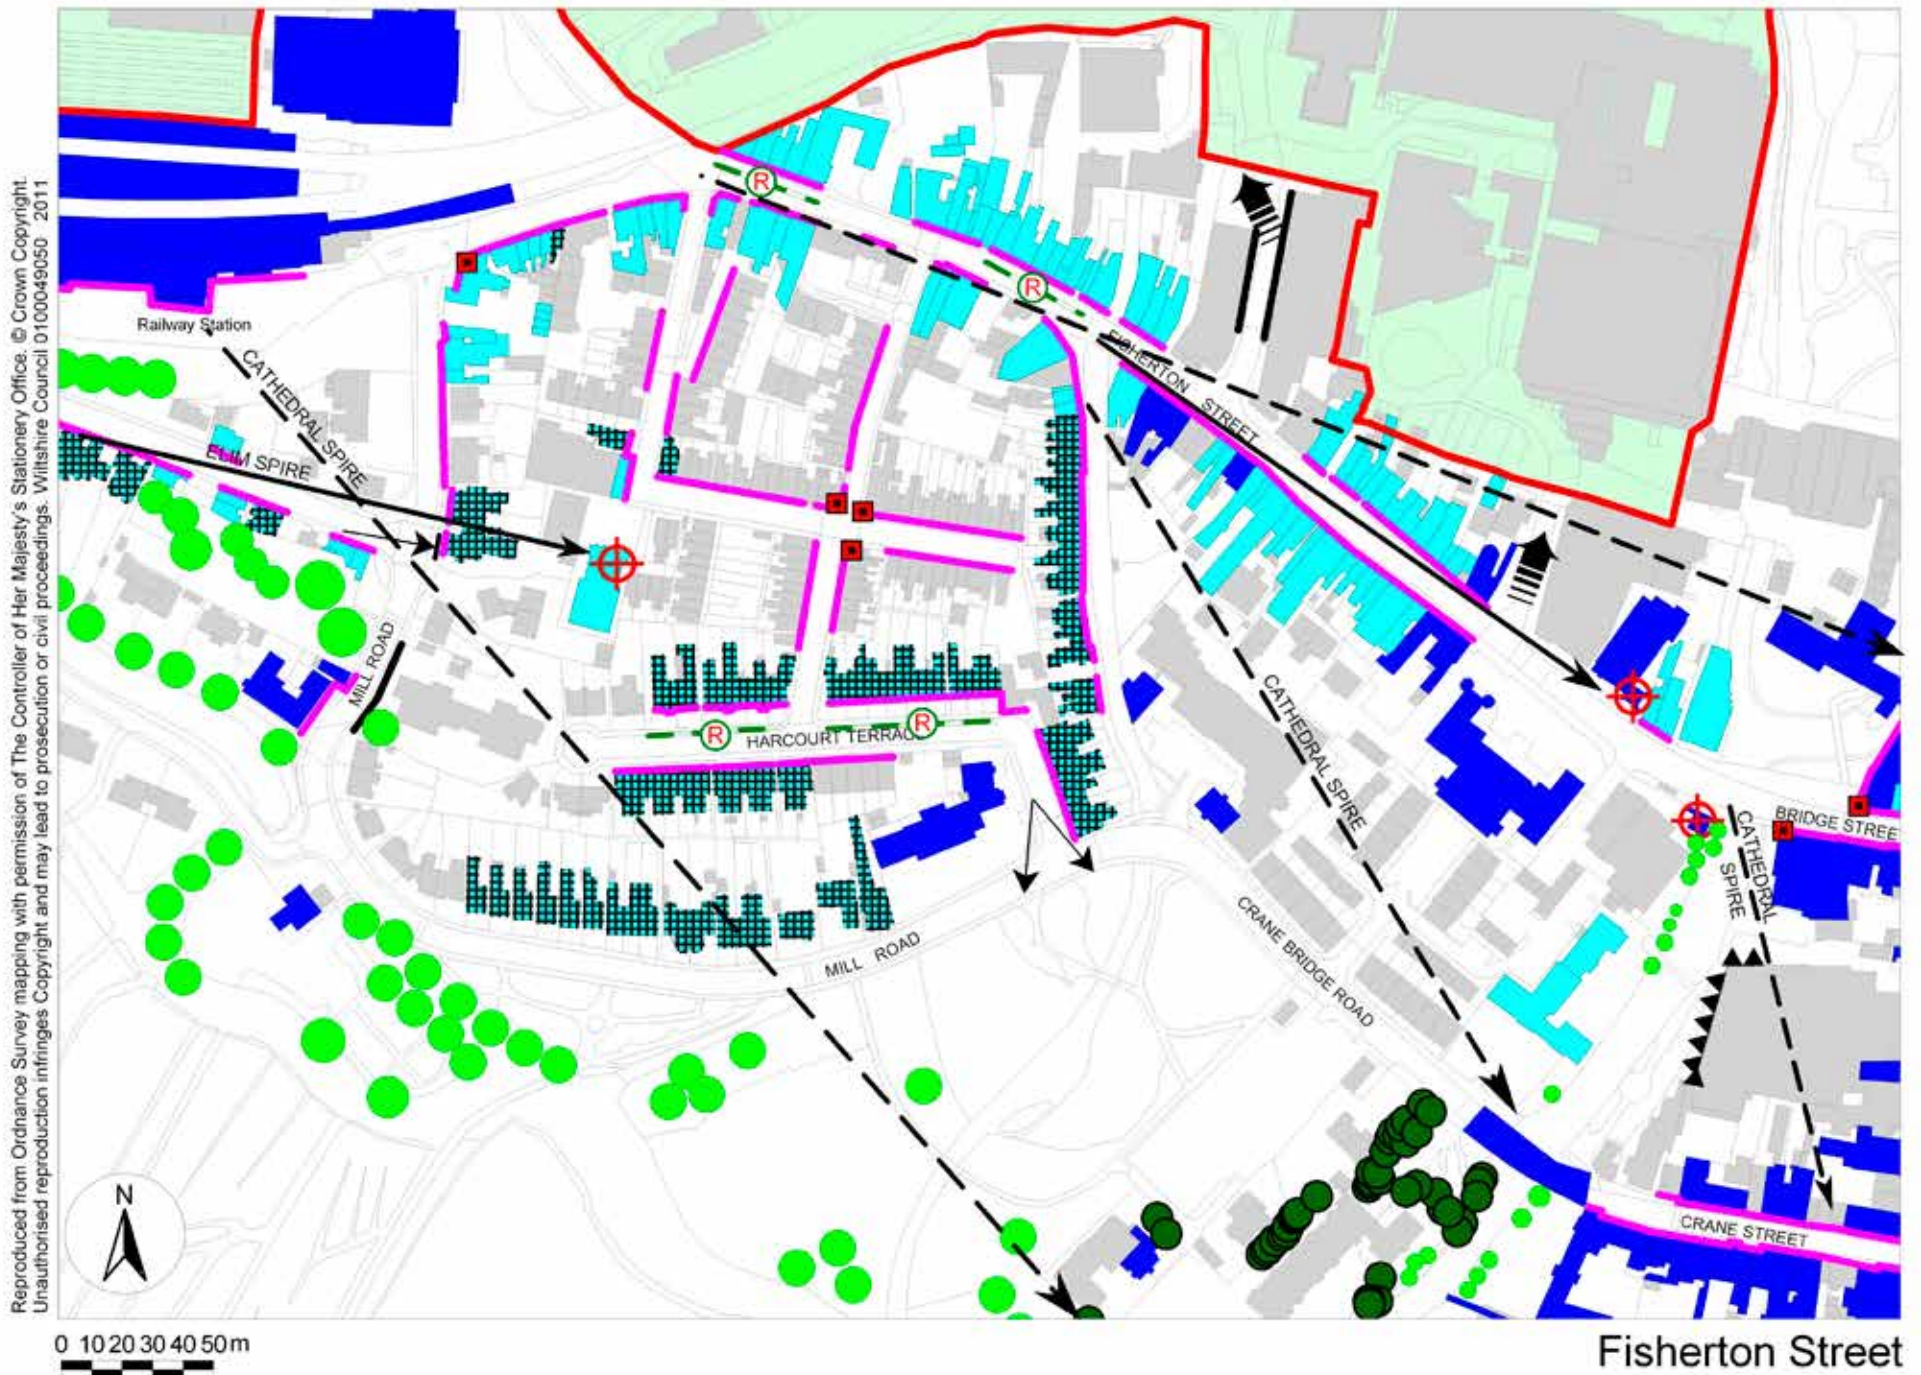 Reproduced from Ordnance Survey mapping with permission of The Controller of Her Majesty's Stationery Office. © Crown Copyright.
Unauthorised reproduction infringes Copyright and may lead to prosecution or civil proceedings. Wiltshire Council 0100049050 2011
R
R
Railway Station
CATHEDRAL SPIRE
FISHERTON STREET
ELIM SPIRE
MILL ROAD
CATHEDRAL SPIRE
R
R
HARCOURT TERRAC
BRIDGE STREE
CATHEDRAL
SPIRE
MILL ROAD
CRANE BRIDGE ROAD
N
CRANE STREET
0 10 20 30 40 50m
Fisherton Street